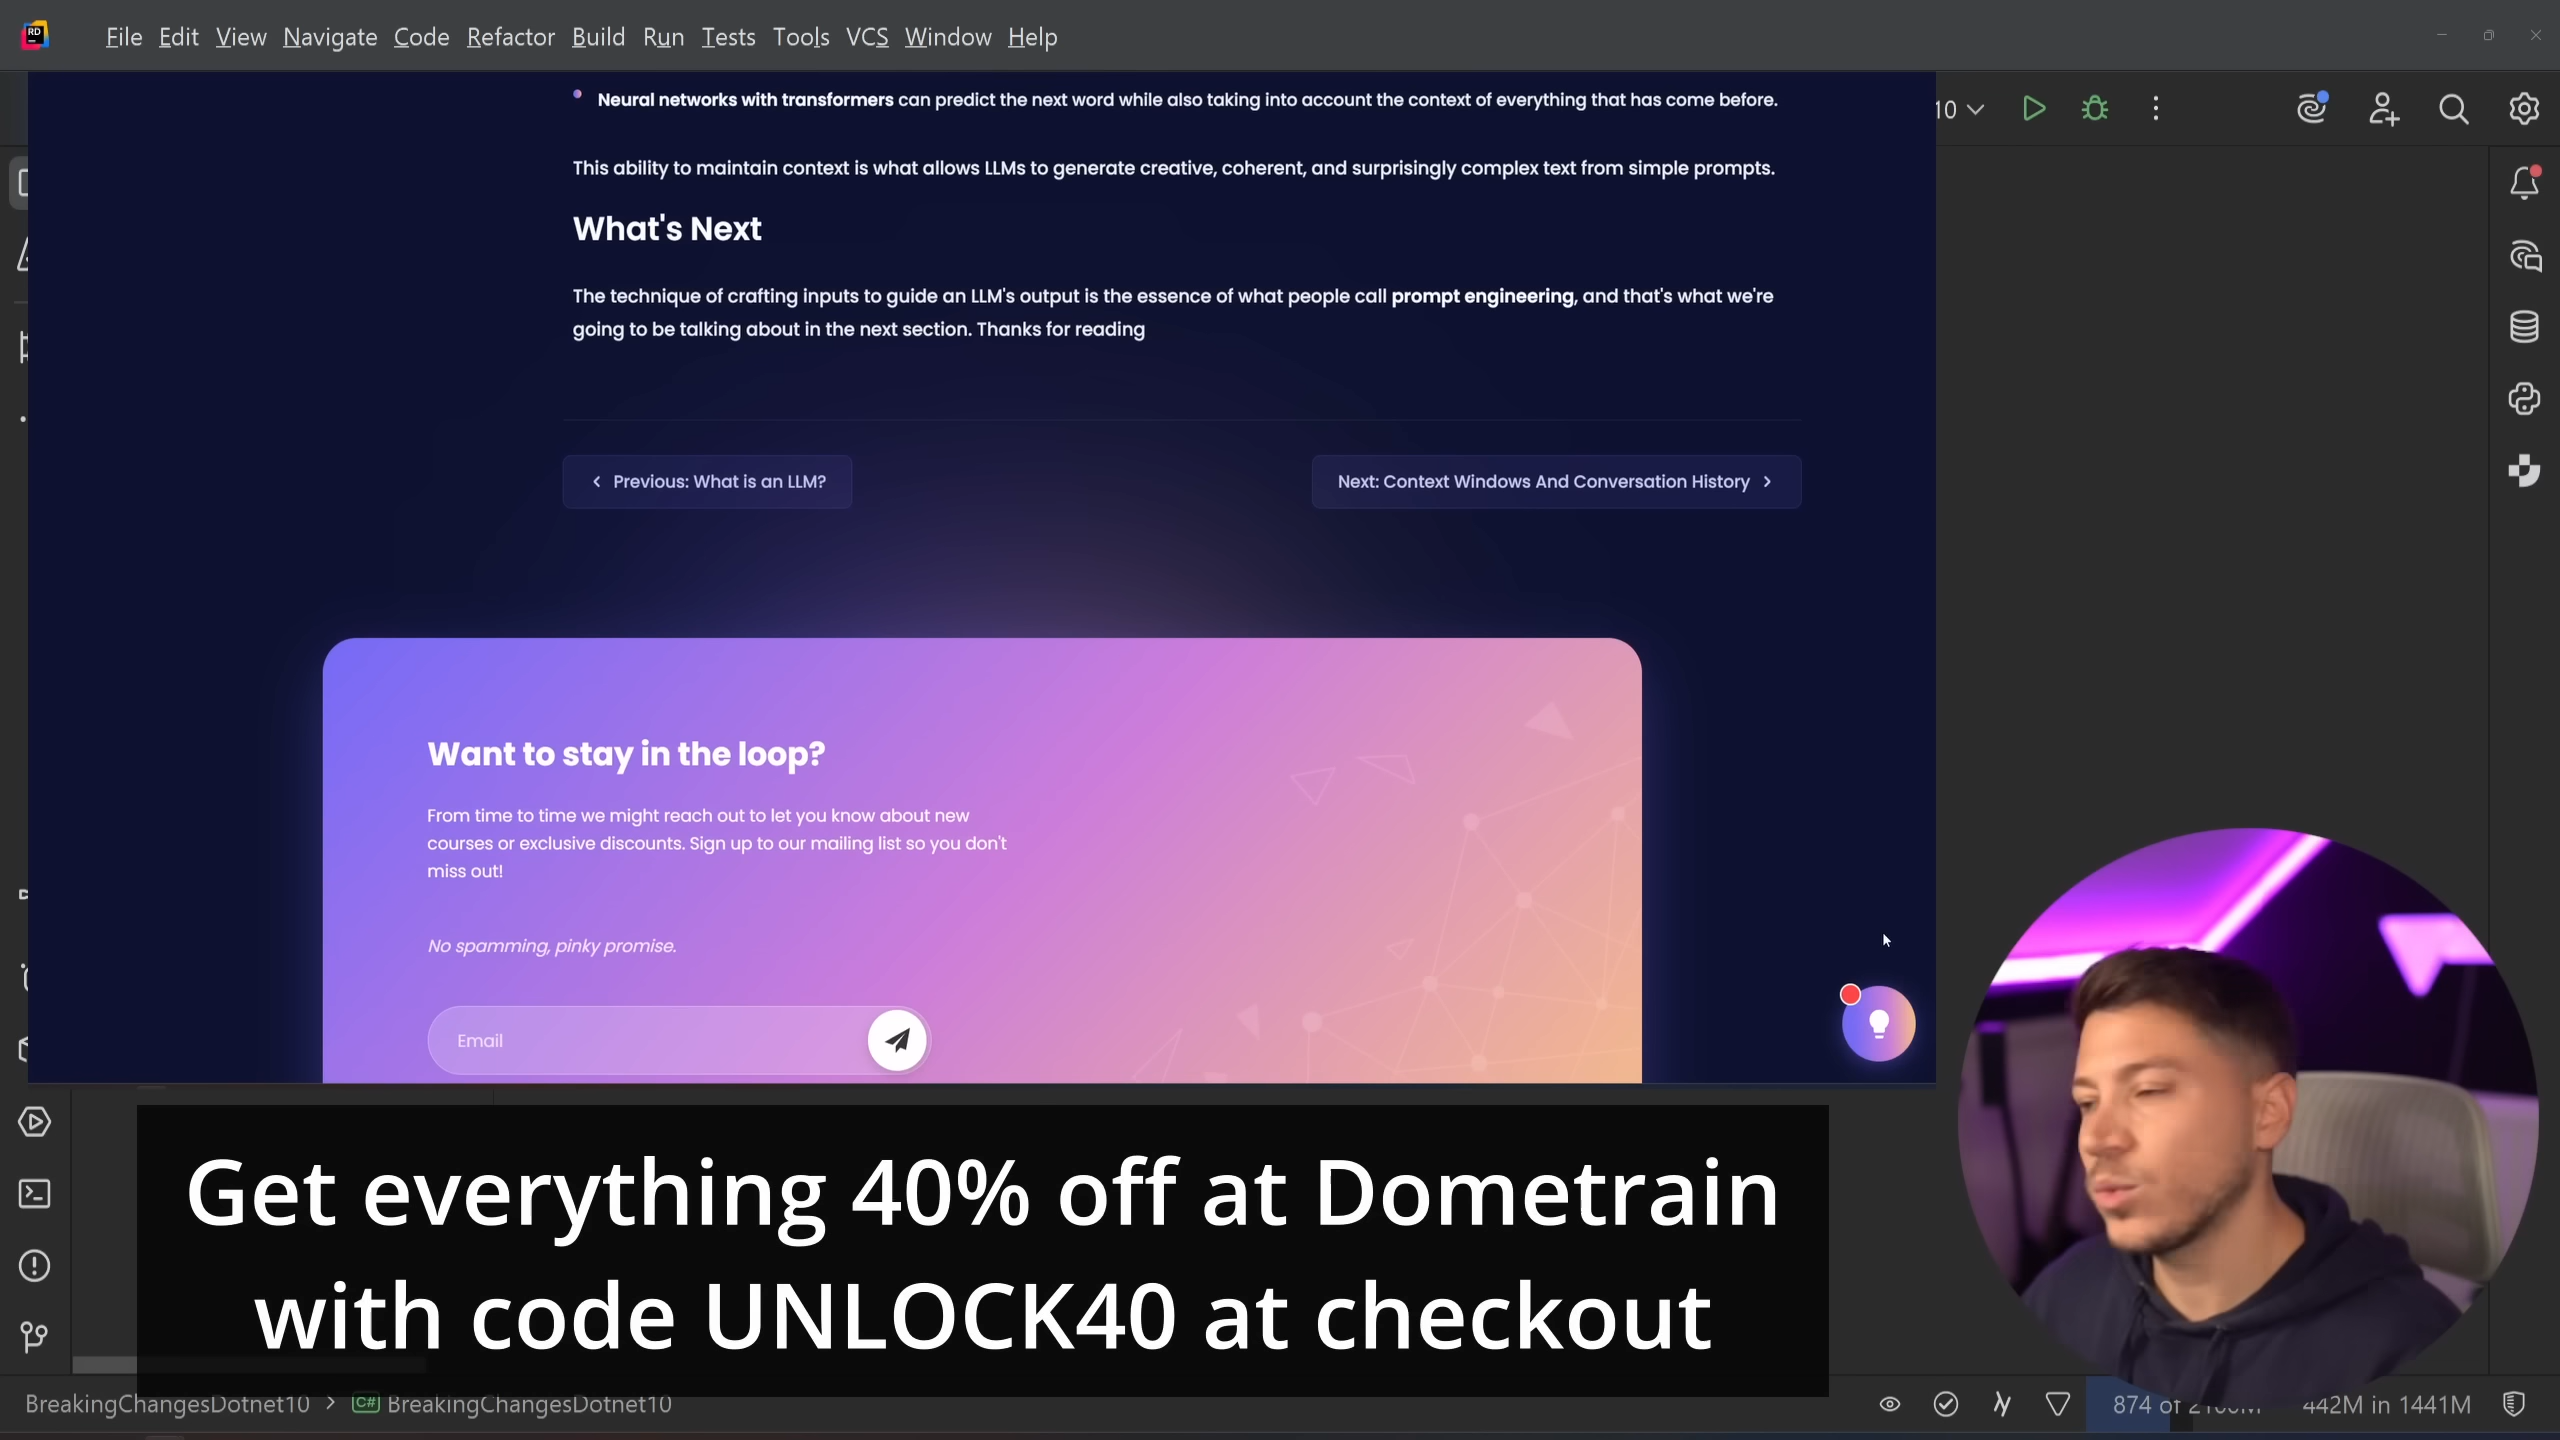 RD
File Edit View Navigate Code Refactor Build Run Tests Tools VCS Window Help
10
Neural networks with transformers can predict the next word while also taking into account the context of everything that has come before.
This ability to maintain context is what allows LLMs to generate creative, coherent, and surprisingly complex text from simple prompts.
What's Next
The technique of crafting inputs to guide an LLM's output is the essence of what people call prompt engineering, and that's what we're
going to be talking about in the next section. Thanks for reading
Previous: What is an LLM?
Next: Context Windows And Conversation History
Want to stay in the loop?
From time to time we might reach out to let you know about new
courses or exclusive discounts. Sign up to our mailing list so you don't
miss out!
No spamming, pinky promise.
Email
Get everything 40% off at Dometrain
with code UNLOCK40 at checkout
BreakingChangesDotnet10 > C# BreakingChangesDotnet10
874 of
442M in 1441M